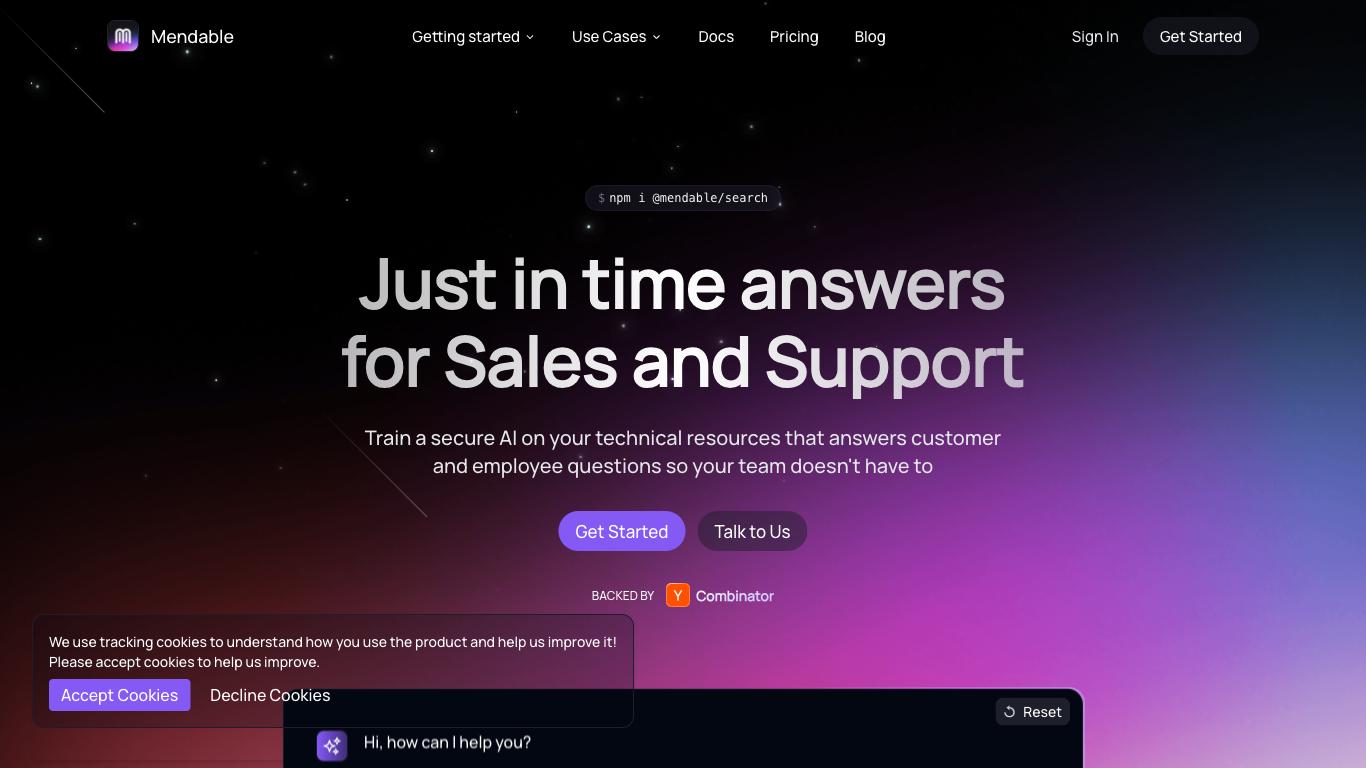 Mendable
Getting started
Use Cases
Docs
Pricing
Blog
Sign In
Get Started
$ npm i @mendable/search
Just in time answers
for Sales and Support
Train a secure AI on your technical resources that answers customer
and employee questions so your team doesn't have to
Get Started
Talk to Us
BACKED BY
Y Combinator
We use tracking cookies to understand how you use the product and help us improve it!
Please accept cookies to help us improve.
Accept Cookies
Decline Cookies
Reset
Hi, how can I help you?